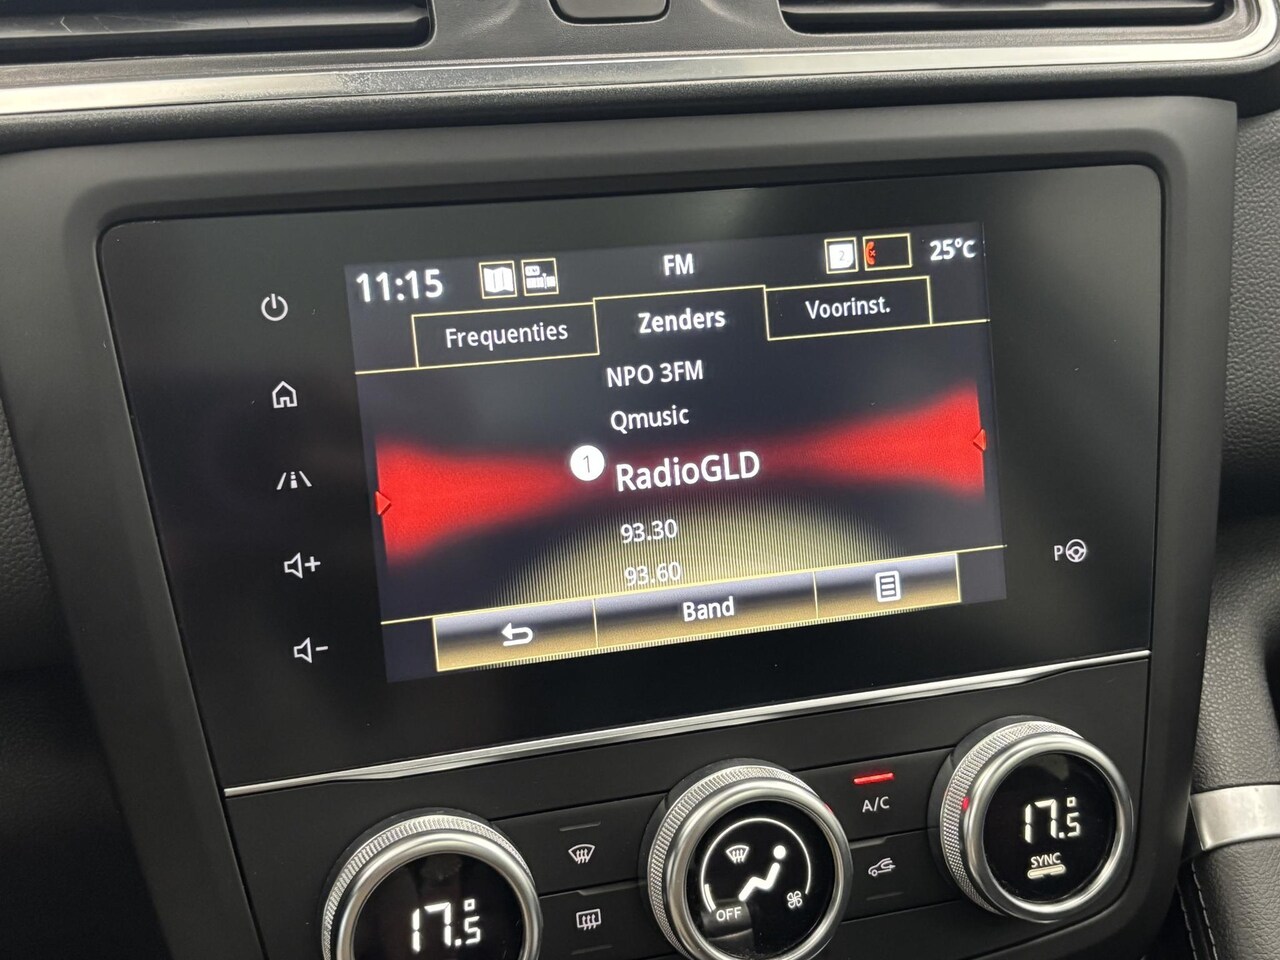 11:15 FM 2 25°C
Frequenties Zenders Voorinst.
NPO 3FM
Qmusic
1 RadioGLD
93.30
93.60
Band
P
A/C
17.5°
SYNC
OFF
17.5°